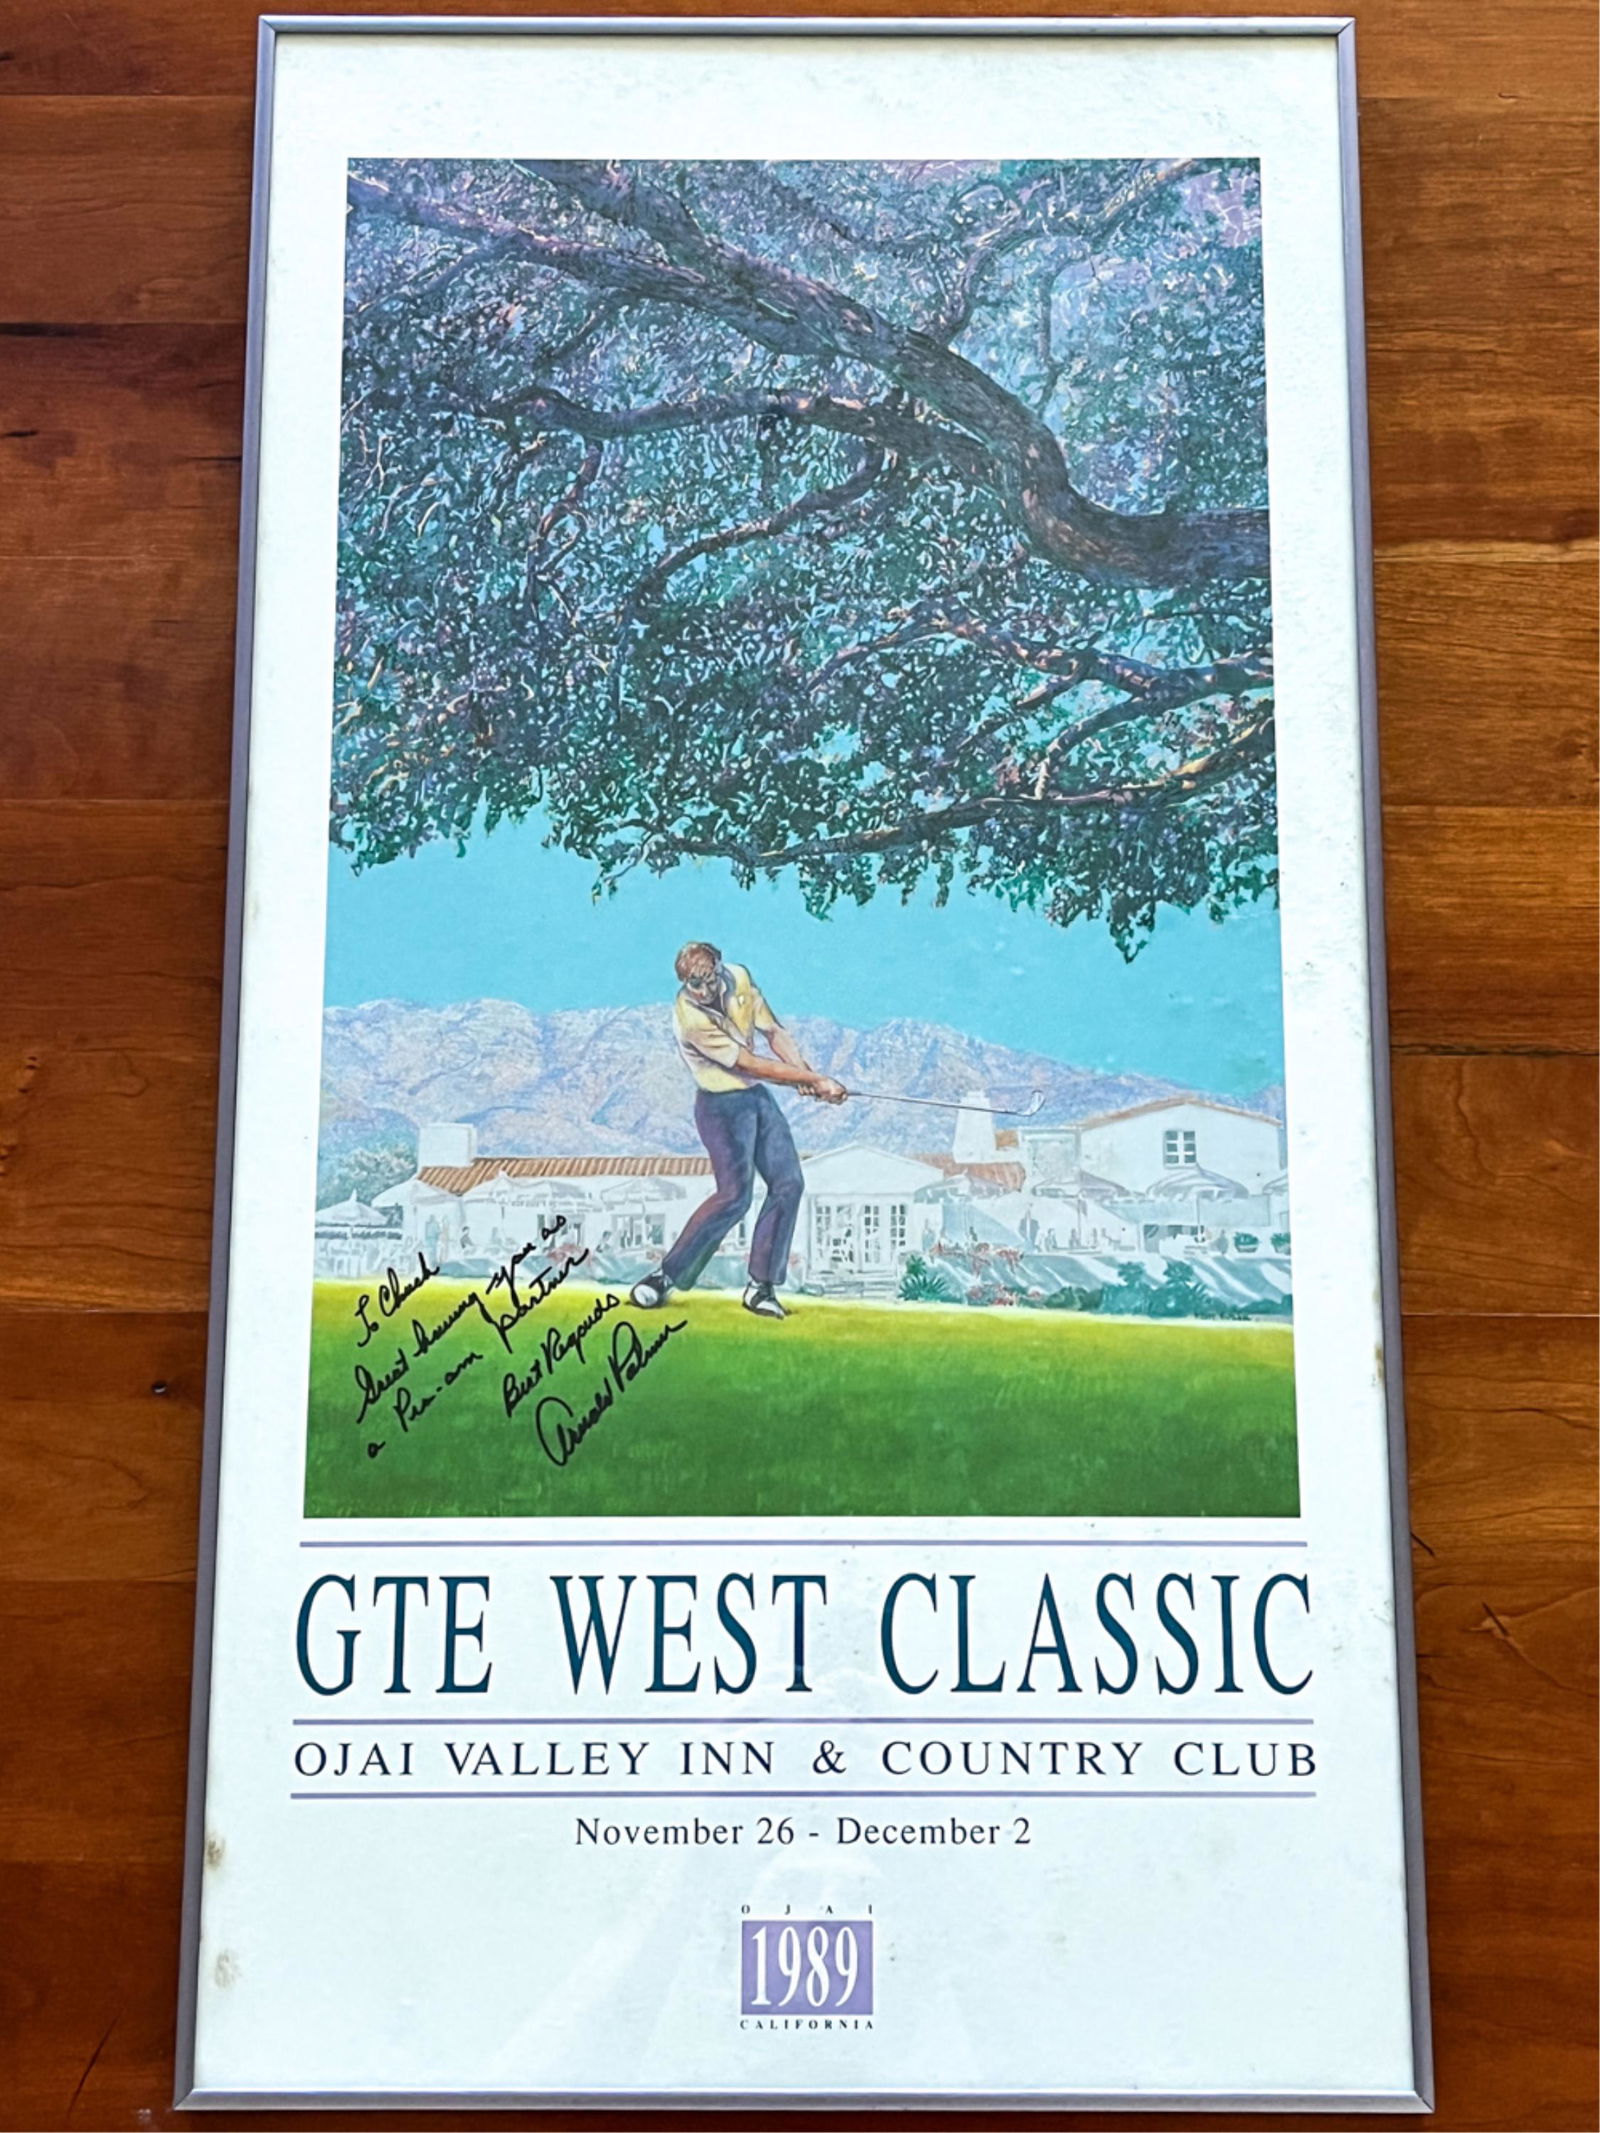 To Chuck
Great having you as
a Pro-am partner
Best Regards
Arnold Palmer
GTE WEST CLASSIC
OJAI VALLEY INN & COUNTRY CLUB
November 26 - December 2
OJAI
1989
CALIFORNIA